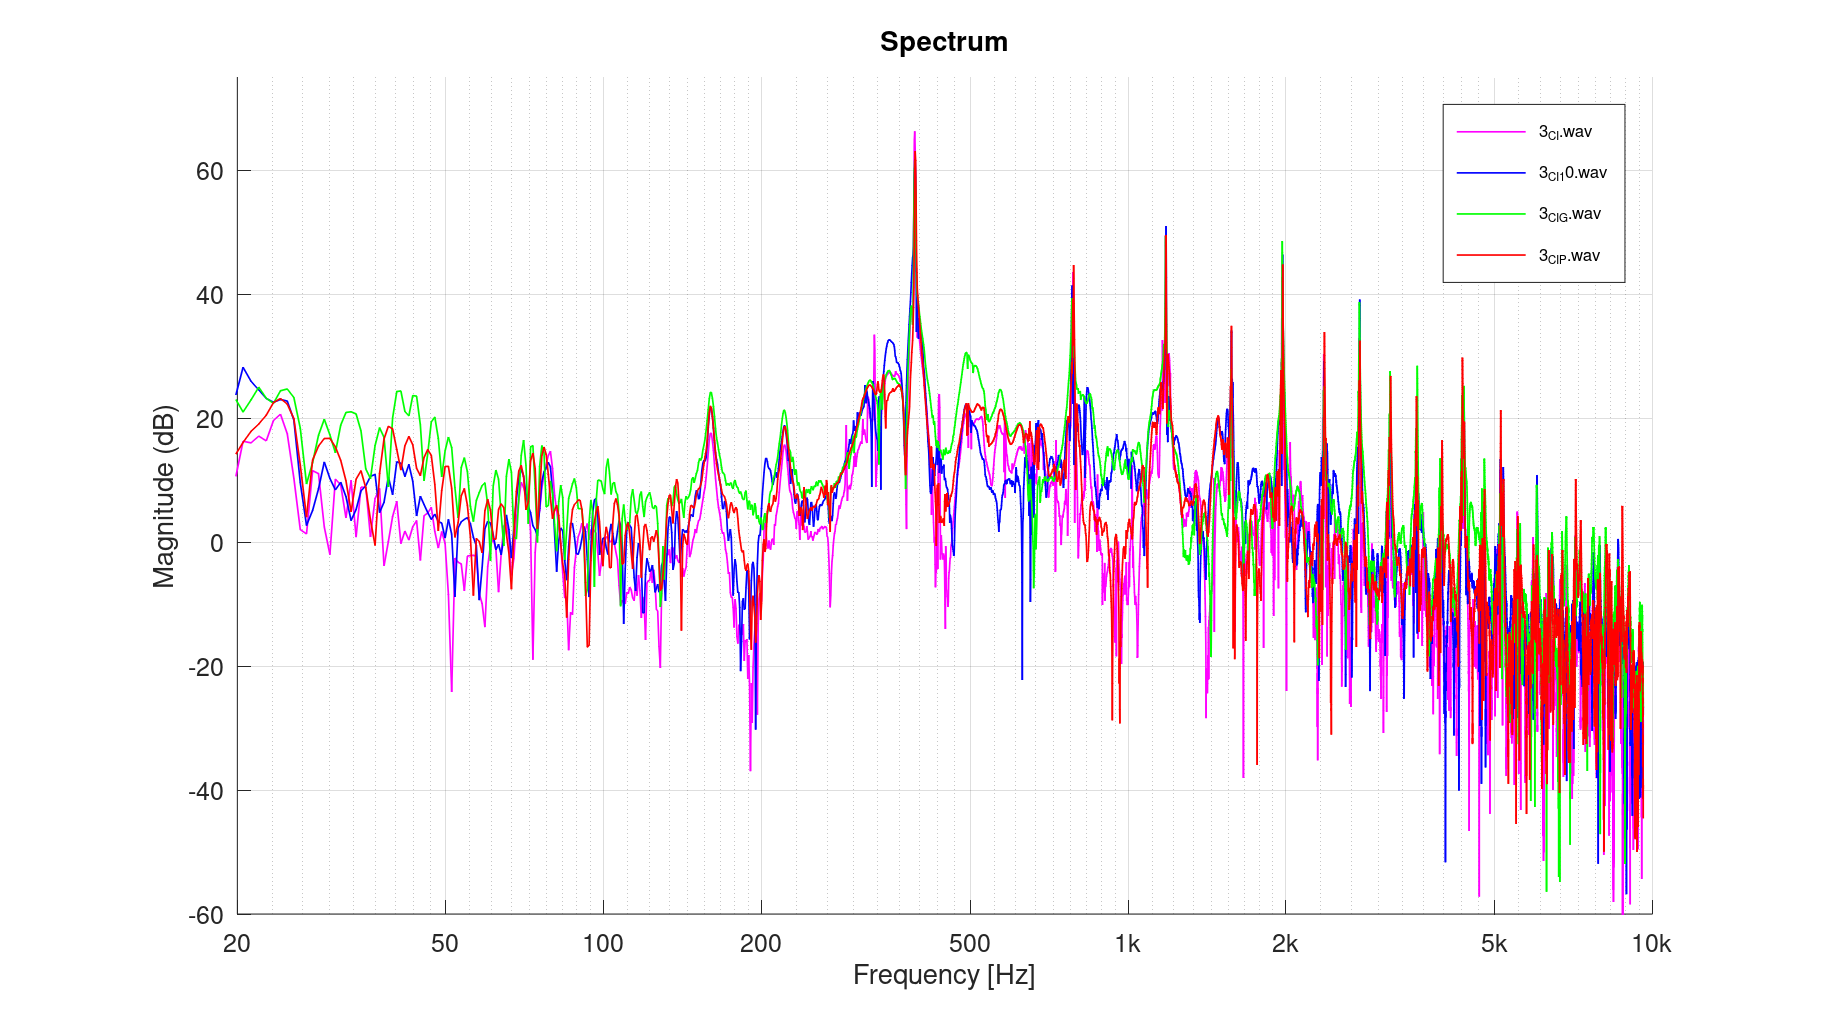 Spectrum
3CI.wav
3CI10.wav
3CIG.wav
3CIP.wav
Magnitude (dB)
60
40
20
0
-20
-40
-60
20 50 100 200 500 1k 2k 5k 10k
Frequency [Hz]